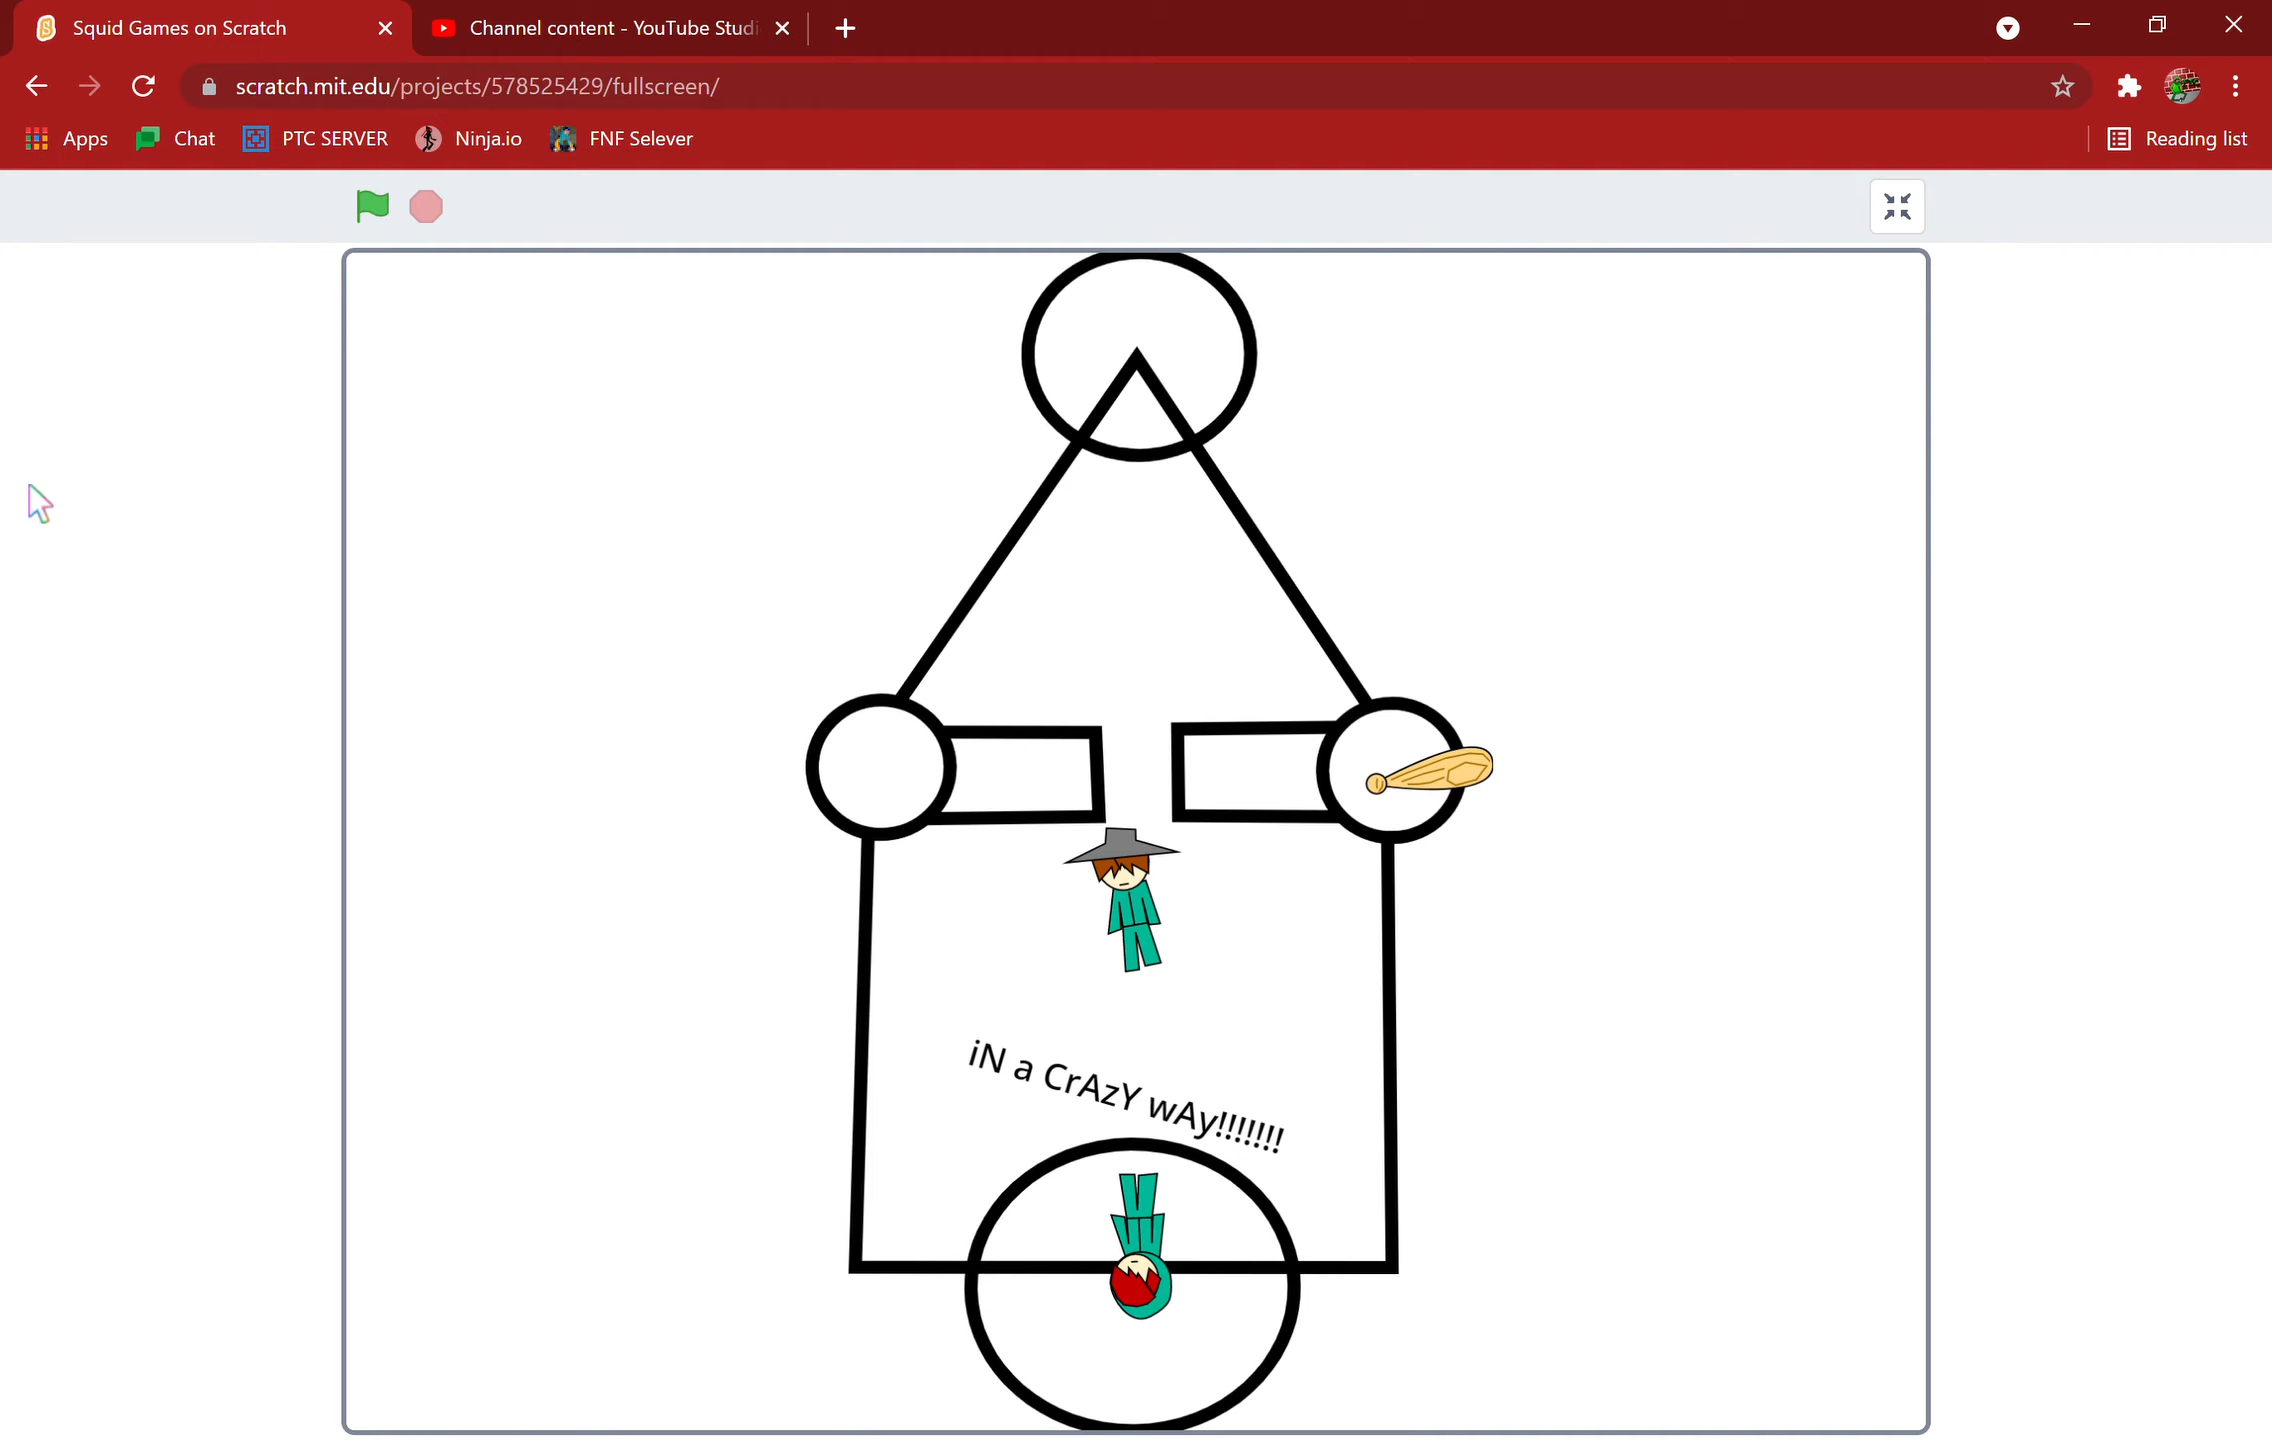 Squid Games on Scratch
Channel content - YouTube Studi
scratch.mit.edu/projects/578525429/fullscreen/
Apps
Chat
PTC SERVER
Ninja.io
FNF Selever
Reading list
iN a CrAzY wAy!!!!!!!